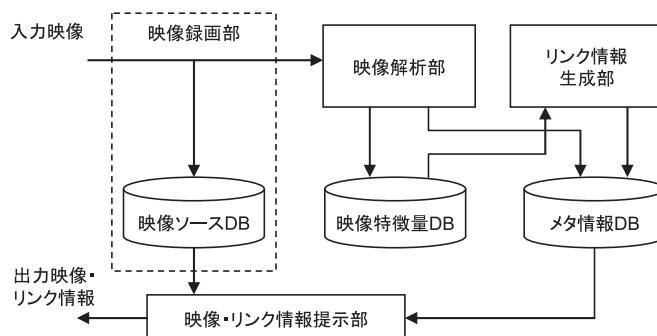 入力映像
映像録画部
映像解析部
リンク情報
生成部
映像ソースDB
映像特徴量DB
メタ情報DB
出力映像・
リンク情報
映像・リンク情報提示部